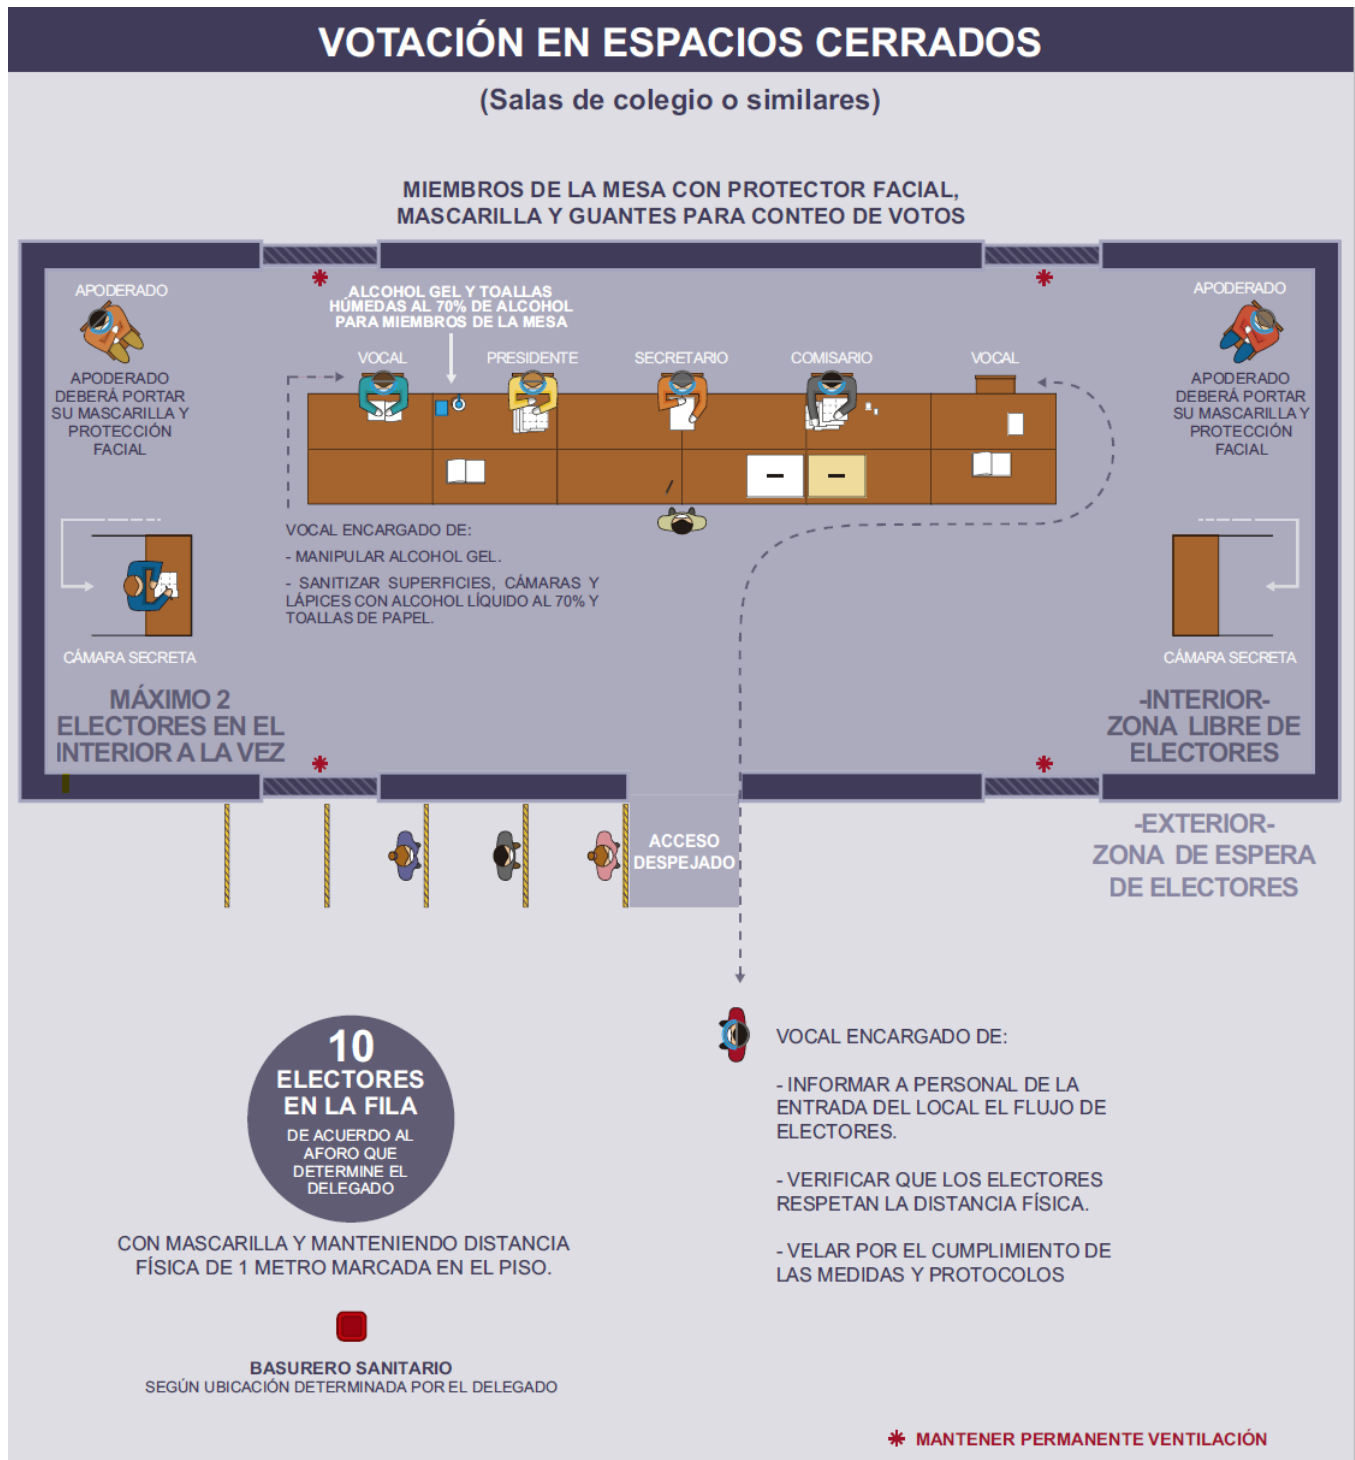 VOTACIÓN EN ESPACIOS CERRADOS
(Salas de colegio o similares)
MIEMBROS DE LA MESA CON PROTECTOR FACIAL,
MASCARILLA Y GUANTES PARA CONTEO DE VOTOS
APODERADO
APODERADO
DEBERÁ PORTAR
SU MASCARILLA Y
PROTECCIÓN
FACIAL
ALCOHOL GEL Y TOALLAS
HÚMEDAS AL 70% DE ALCOHOL
PARA MIEMBROS DE LA MESA
VOCAL
PRESIDENTE
SECRETARIO
COMISARIO
VOCAL
APODERADO
APODERADO
DEBERÁ PORTAR
SU MASCARILLA Y
PROTECCIÓN
FACIAL
VOCAL ENCARGADO DE:
- MANIPULAR ALCOHOL GEL.
- SANITIZAR SUPERFICIES, CÁMARAS Y
LÁPICES CON ALCOHOL LÍQUIDO AL 70% Y
TOALLAS DE PAPEL.
CÁMARA SECRETA
CÁMARA SECRETA
MÁXIMO 2
ELECTORES EN EL
INTERIOR A LA VEZ
-INTERIOR-
ZONA LIBRE DE
ELECTORES
ACCESO
DESPEJADO
-EXTERIOR-
ZONA DE ESPERA
DE ELECTORES
10
ELECTORES
EN LA FILA
DE ACUERDO AL
AFORO QUE
DETERMINE EL
DELEGADO
CON MASCARILLA Y MANTENIENDO DISTANCIA
FÍSICA DE 1 METRO MARCADA EN EL PISO.
BASURERO SANITARIO
SEGÚN UBICACIÓN DETERMINADA POR EL DELEGADO
VOCAL ENCARGADO DE:
- INFORMAR A PERSONAL DE LA
ENTRADA DEL LOCAL EL FLUJO DE
ELECTORES.
- VERIFICAR QUE LOS ELECTORES
RESPETAN LA DISTANCIA FÍSICA.
- VELAR POR EL CUMPLIMIENTO DE
LAS MEDIDAS Y PROTOCOLOS
MANTENER PERMANENTE VENTILACIÓN